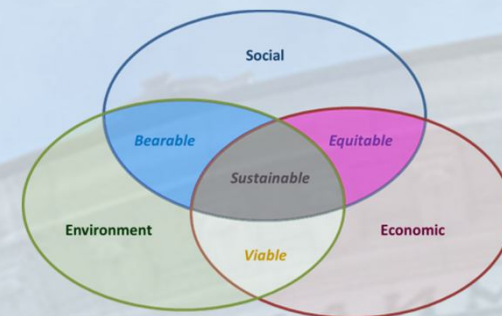 Social
Bearable
Equitable
Sustainable
Environment
Economic
Viable